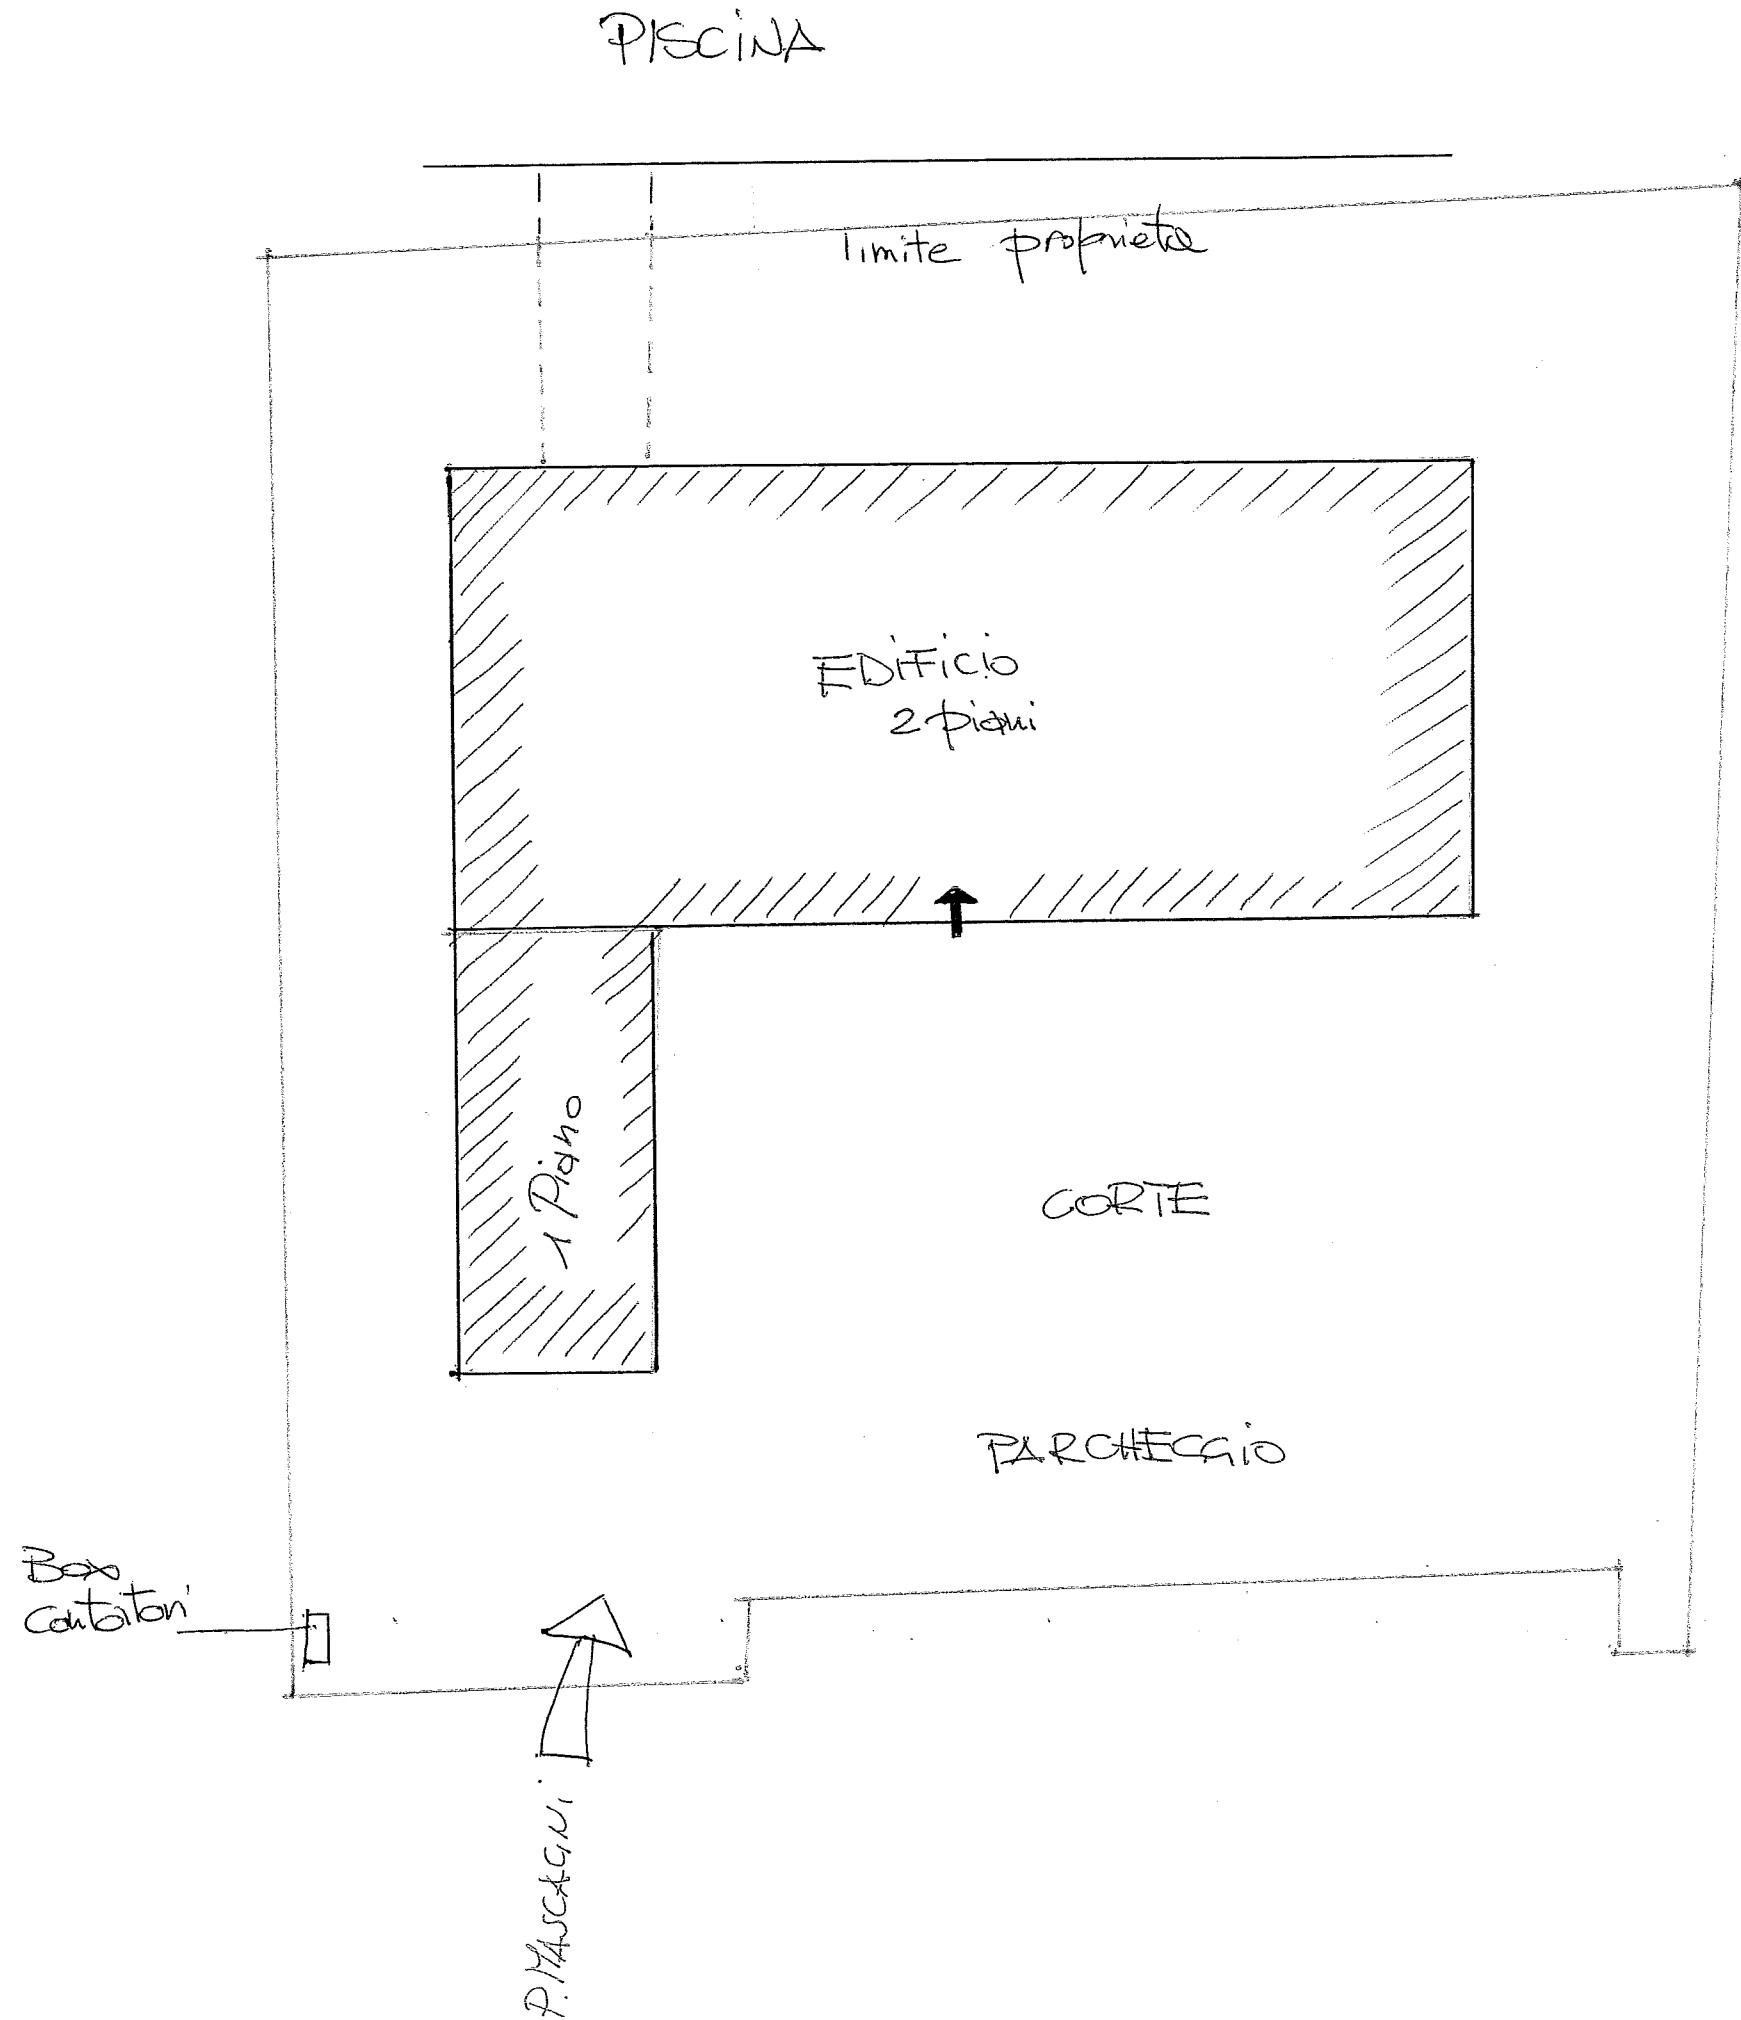 PISCINA
limite proprietà
EDIFICIO
2 piani
1 Piano
CORTE
PARCHEGGIO
Box
contatori
P. MASCAGNI